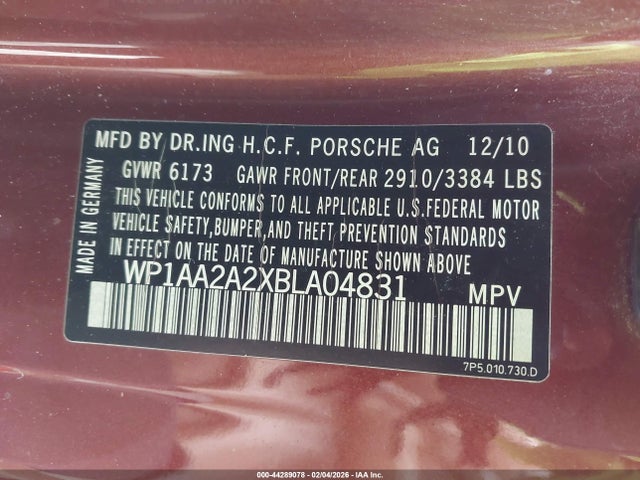 MFD BY DR.ING H.C.F. PORSCHE AG 12/10
GVWR 6173 GAWR FRONT/REAR 2910/3384 LBS
THIS VEHICLE CONFORMS TO ALL APPLICABLE U.S.FEDERAL MOTOR
VEHICLE SAFETY,BUMPER,AND THEFT PREVENTION STANDARDS
IN EFFECT ON THE DATE OF MANUFACTURE SHOWN ABOVE.
WP1AA2A2XBLA04831 MPV
MADE IN GERMANY
7P5.010.730.D
000-44289078 - 02/04/2026 - IAA Inc.